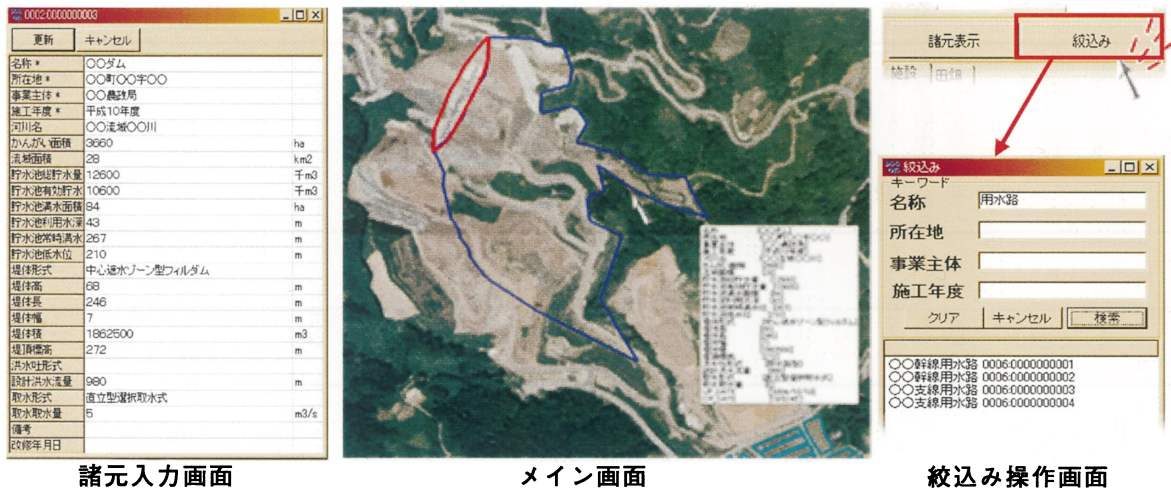 0002:0000000003
更新 キャンセル
名称 * 〇〇ダム
所在地 * 〇〇町〇〇字〇〇
事業主体 * 〇〇農政局
施工年度 * 平成10年度
河川名 〇〇流域〇〇川
かんがい面積 3660 ha
流域面積 28 km2
貯水池総貯水量 12600 千m3
貯水池有効貯水 10600 千m3
貯水池満水面積 84 ha
貯水池利用水深 43 m
貯水池常時満水 267 m
貯水池低水位 210 m
堤体形式 中心遮水ゾーン型フィルダム
堤体高 68 m
堤体長 246 m
堤体幅 7 m
堤体積 1862500 m3
堤頂標高 272 m
洪水吐形式
設計洪水流量 980 m
取水形式 直立型選択取水式
取水取水量 5 m3/s
備考
改修年月日
諸元入力画面
メイン画面
諸元表示 絞込み
施設 田畑
絞込み
キーワード
名称 用水路
所在地
事業主体
施工年度
クリア キャンセル 検索
〇〇幹線用水路 0006:0000000001
〇〇幹線用水路 0006:0000000002
〇〇支線用水路 0006:0000000003
〇〇支線用水路 0006:0000000004
絞込み操作画面